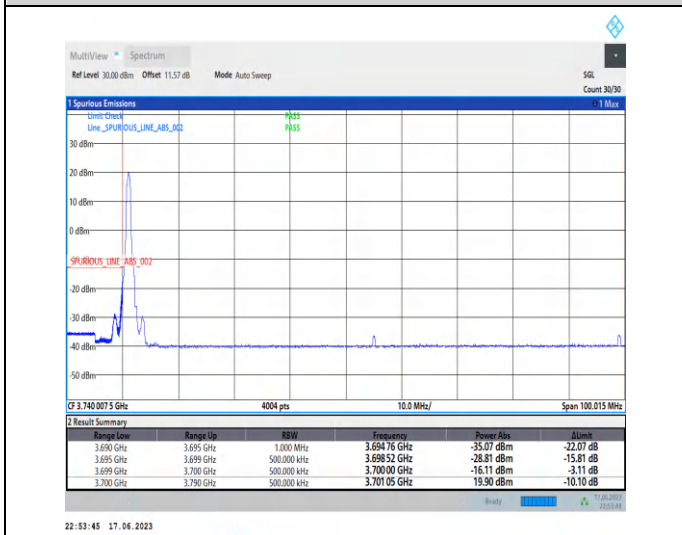 MultiView Spectrum
Ref Level 30.00 dBm Offset 11.57 dB Mode Auto Sweep SGL
Count 30/30
1 Spurious Emissions 1 Max
Limit Check PASS
Line _SPURIOUS_LINE_ABS_002 PASS
30 dBm
20 dBm
10 dBm
0 dBm
_SPURIOUS_LINE_ABS_002
-20 dBm
-30 dBm
-40 dBm
-50 dBm
CF 3.740 007 5 GHz 4004 pts 10.0 MHz/ Span 100.015 MHz
2 Result Summary
Range Low Range Up RBW Frequency Power Abs ΔLimit
3.690 GHz 3.695 GHz 1.000 MHz 3.694 76 GHz -35.07 dBm -22.07 dB
3.695 GHz 3.699 GHz 500.000 kHz 3.698 52 GHz -28.81 dBm -15.81 dB
3.699 GHz 3.700 GHz 500.000 kHz 3.700 00 GHz -16.11 dBm -3.11 dB
3.700 GHz 3.790 GHz 500.000 kHz 3.701 05 GHz 19.90 dBm -10.10 dB
Ready 17.06.2023
22:53:44
22:53:45 17.06.2023